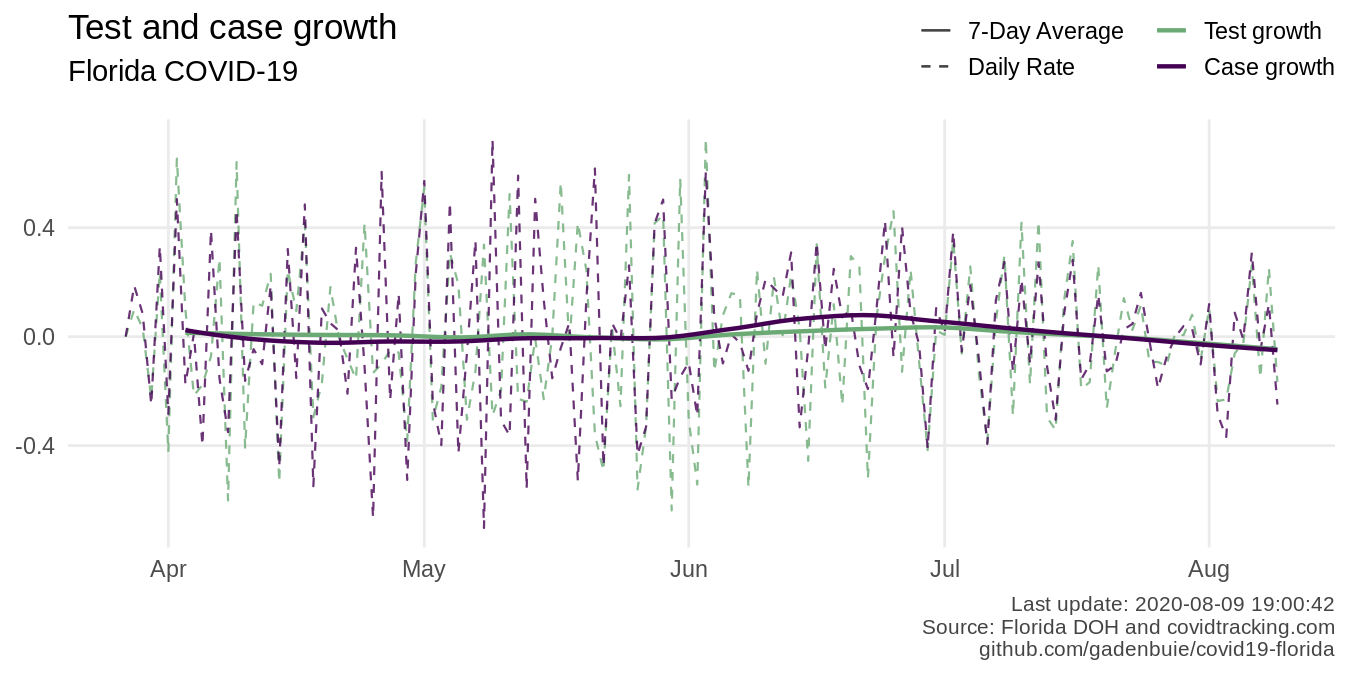 Test and case growth
Florida COVID-19
7-Day Average
Test growth
Daily Rate
Case growth
0.4
0.0
-0.4
Apr
May
Jun
Jul
Aug
Last update: 2020-08-09 19:00:42
Source: Florida DOH and covidtracking.com
github.com/gadenbuie/covid19-florida